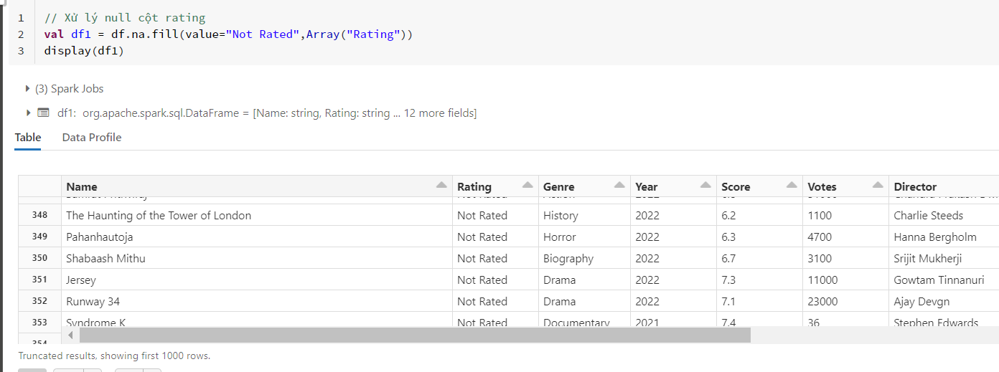 1 // Xử lý null cột rating
2 val df1 = df.na.fill(value="Not Rated",Array("Rating"))
3 display(df1)
(3) Spark Jobs
df1: org.apache.spark.sql.DataFrame = [Name: string, Rating: string ... 12 more fields]
Table Data Profile
Name Rating Genre Year Score Votes Director
348 The Haunting of the Tower of London Not Rated History 2022 6.2 1100 Charlie Steeds
349 Pahanhautoja Not Rated Horror 2022 6.3 4700 Hanna Bergholm
350 Shabaash Mithu Not Rated Biography 2022 6.7 3100 Srijit Mukherji
351 Jersey Not Rated Drama 2022 7.3 11000 Gowtam Tinnanuri
352 Runway 34 Not Rated Drama 2022 7.1 23000 Ajay Devgn
353 Syndrome K Not Rated Documentary 2021 7.4 36 Stephen Edwards
354
Truncated results, showing first 1000 rows.